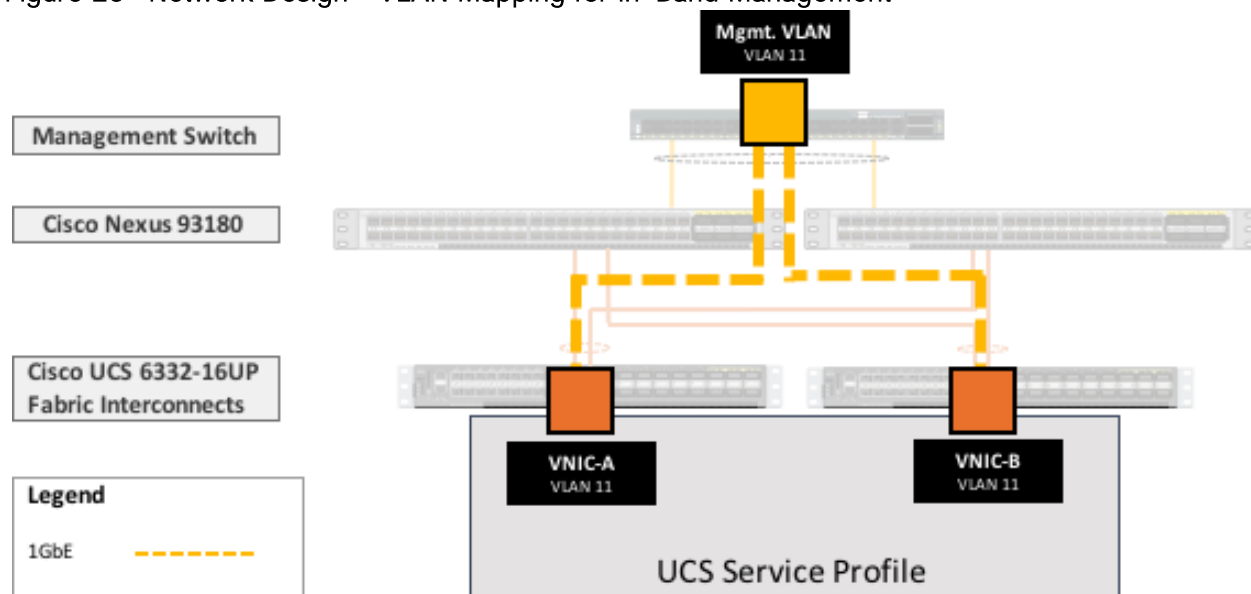 Mgmt. VLAN
VLAN 11
Management Switch
Cisco Nexus 93180
Cisco UCS 6332-16UP
Fabric Interconnects
VNIC-A
VLAN 11
VNIC-B
VLAN 11
Legend
1GbE
UCS Service Profile